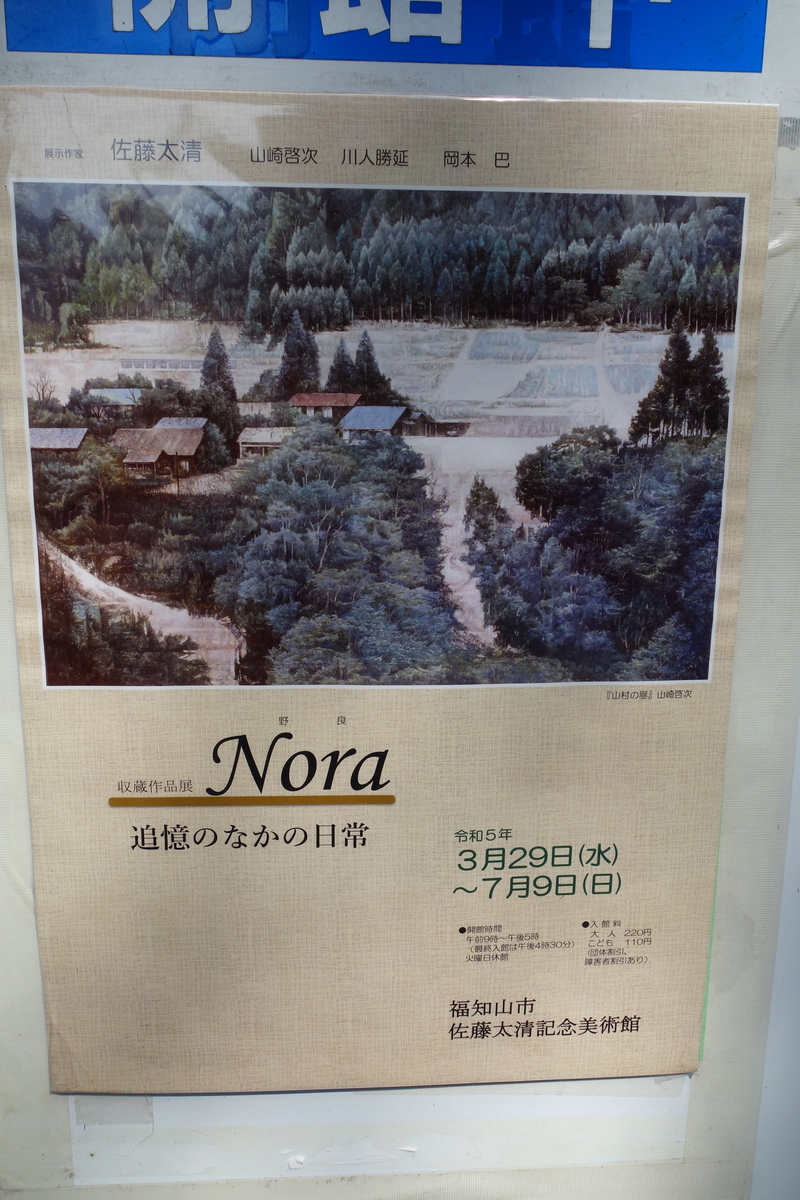 開館中
展示作家 佐藤太清 山崎啓次 川人勝延 岡本 巴
『山村の島』山崎啓次
野良
収蔵作品展 Nora
追憶のなかの日常
令和5年
3月29日(水)
～7月9日(日)
●開館時間
午前9時～午後5時
(最終入館は午後4時30分)
火曜日休館
●入館料
大人 220円
こども 110円
(団体割引、
障害者割引あり)
福知山市
佐藤太清記念美術館